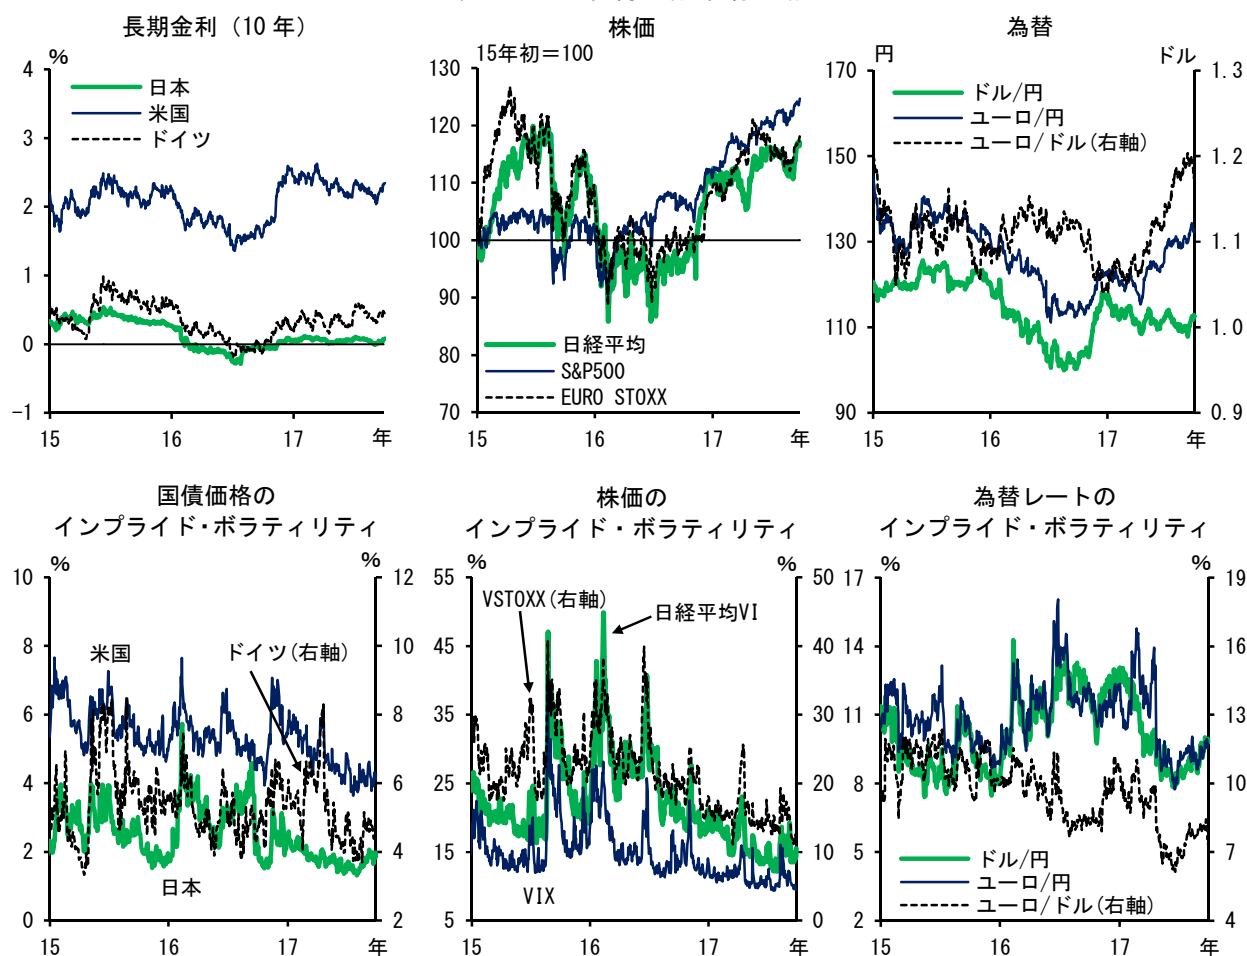 長期金利（10年）
%
4
3
2
1
0
-1
日本
米国
ドイツ
15
16
17
年
株価
15年初＝100
130
120
110
100
90
80
70
日経平均
S&P500
EURO STOXX
15
16
17
年
為替
円
ドル
170
150
130
110
90
1.3
1.2
1.1
1.0
0.9
ドル/円
ユーロ/円
ユーロ/ドル(右軸)
15
16
17
年
国債価格の
インプライド・ボラティリティ
%
%
10
8
6
4
2
0
12
10
8
6
4
2
米国
ドイツ(右軸)
日本
15
16
17
年
株価の
インプライド・ボラティリティ
%
%
55
45
35
25
15
5
50
40
30
20
10
0
VSTOXX(右軸)
日経平均VI
VIX
15
16
17
年
為替レートの
インプライド・ボラティリティ
%
%
17
14
11
8
5
2
19
16
13
10
7
4
ドル/円
ユーロ/円
ユーロ/ドル(右軸)
15
16
17
年